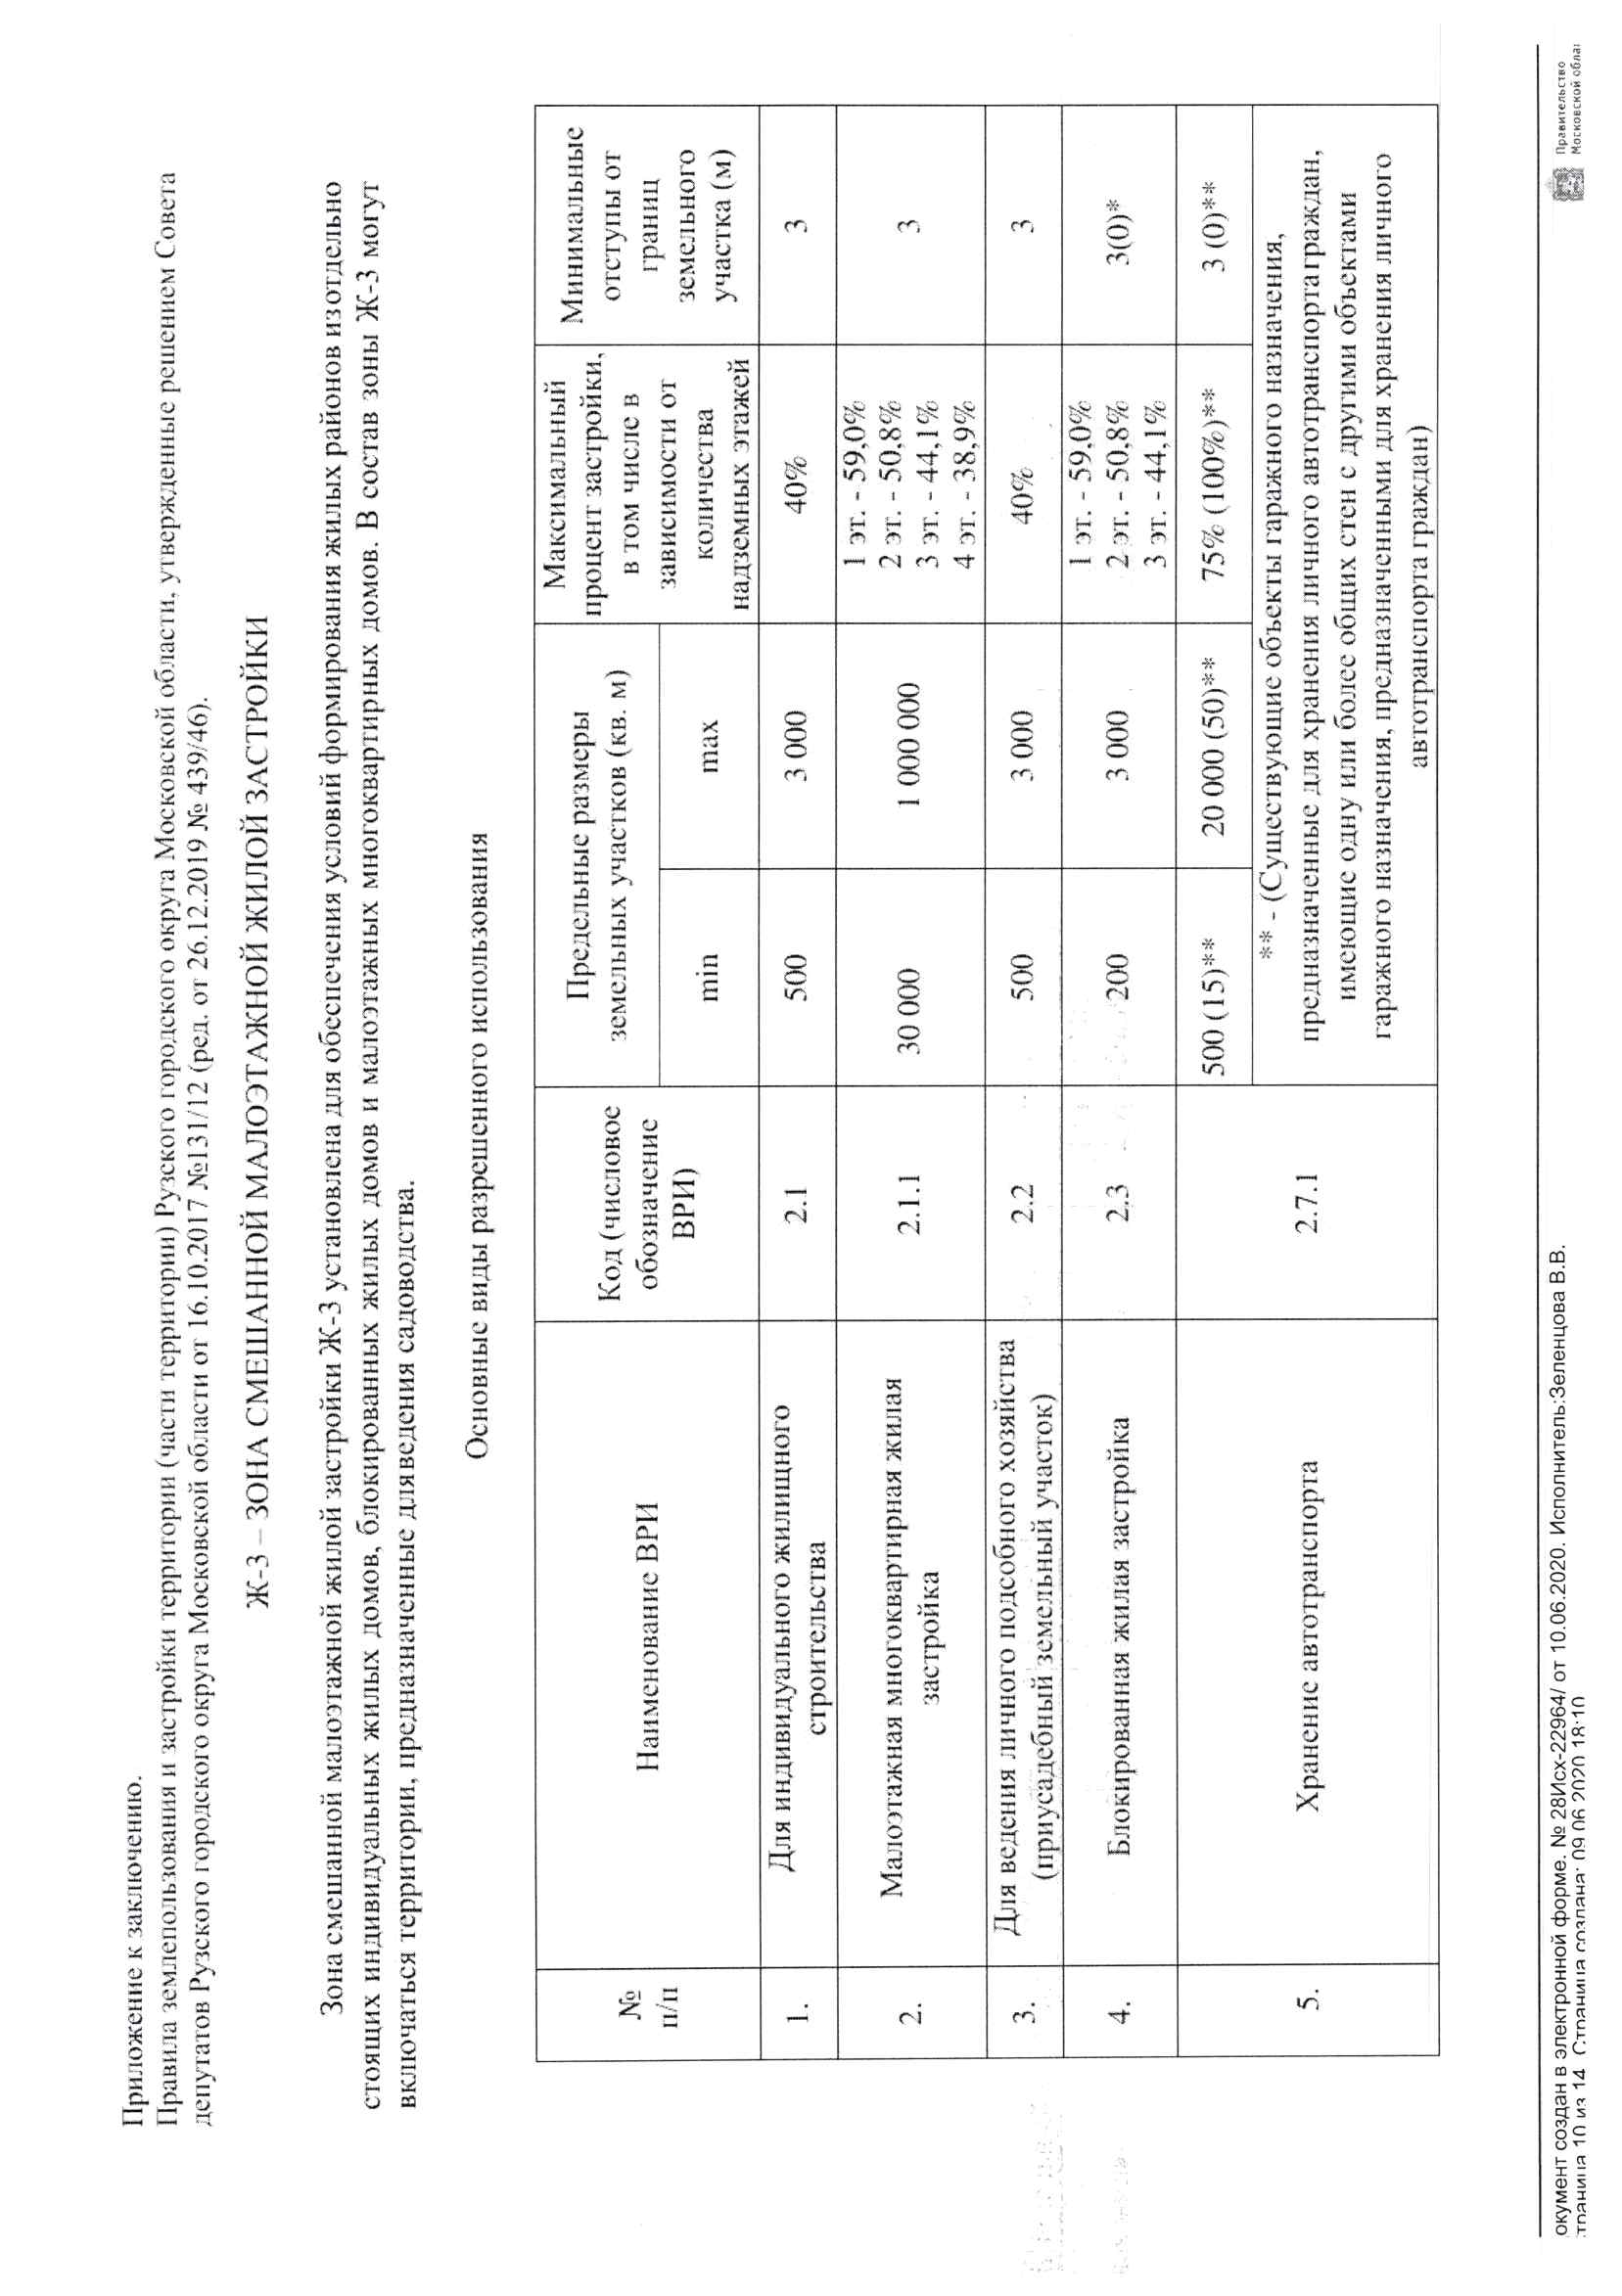 Приложение к заключению.
Правила землепользования и застройки территории (части территории) Рузского городского округа Московской области, утвержденные решением Совета
депутатов Рузского городского округа Московской области от 16.10.2017 №131/12 (ред. от 26.12.2019 № 439/46).
Ж-3 – ЗОНА СМЕШАННОЙ МАЛОЭТАЖНОЙ ЖИЛОЙ ЗАСТРОЙКИ
Зона смешанной малоэтажной жилой застройки Ж-3 установлена для обеспечения условий формирования жилых районов из отдельно
стоящих индивидуальных жилых домов, блокированных жилых домов и малоэтажных многоквартирных домов. В состав зоны Ж-3 могут
включаться территории, предназначенные для ведения садоводства.
Основные виды разрешенного использования
№
п/п
Наименование ВРИ
Код (числовое
обозначение
ВРИ)
Предельные размеры
земельных участков (кв. м)
min
max
Максимальный
процент застройки,
в том числе в
зависимости от
количества
надземных этажей
Минимальные
отступы от
границ
земельного
участка (м)
1.
Для индивидуального жилищного
строительства
2.1
500
3 000
40%
3
2.
Малоэтажная многоквартирная жилая
застройка
2.1.1
30 000
1 000 000
1 эт. - 59,0%
2 эт. - 50,8%
3 эт. - 44,1%
4 эт. - 38,9%
3
3.
Для ведения личного подсобного хозяйства
(приусадебный земельный участок)
2.2
500
3 000
40%
3
4.
Блокированная жилая застройка
2.3
200
3 000
1 эт. - 59,0%
2 эт. - 50,8%
3 эт. - 44,1%
3(0)*
5.
Хранение автотранспорта
2.7.1
500 (15)**
20 000 (50)**
75% (100%)**
3 (0)**
** - (Существующие объекты гаражного назначения,
предназначенные для хранения личного автотранспорта граждан,
имеющие одну или более общих стен с другими объектами
гаражного назначения, предназначенными для хранения личного
автотранспорта граждан)
окумент создан в электронной форме. № 28Исх-22964/ от 10.06.2020. Исполнитель:Зеленцова В.В.
траница 10 из 14. Страница создана: 09.06.2020 18:10
Правительство
Московской обла